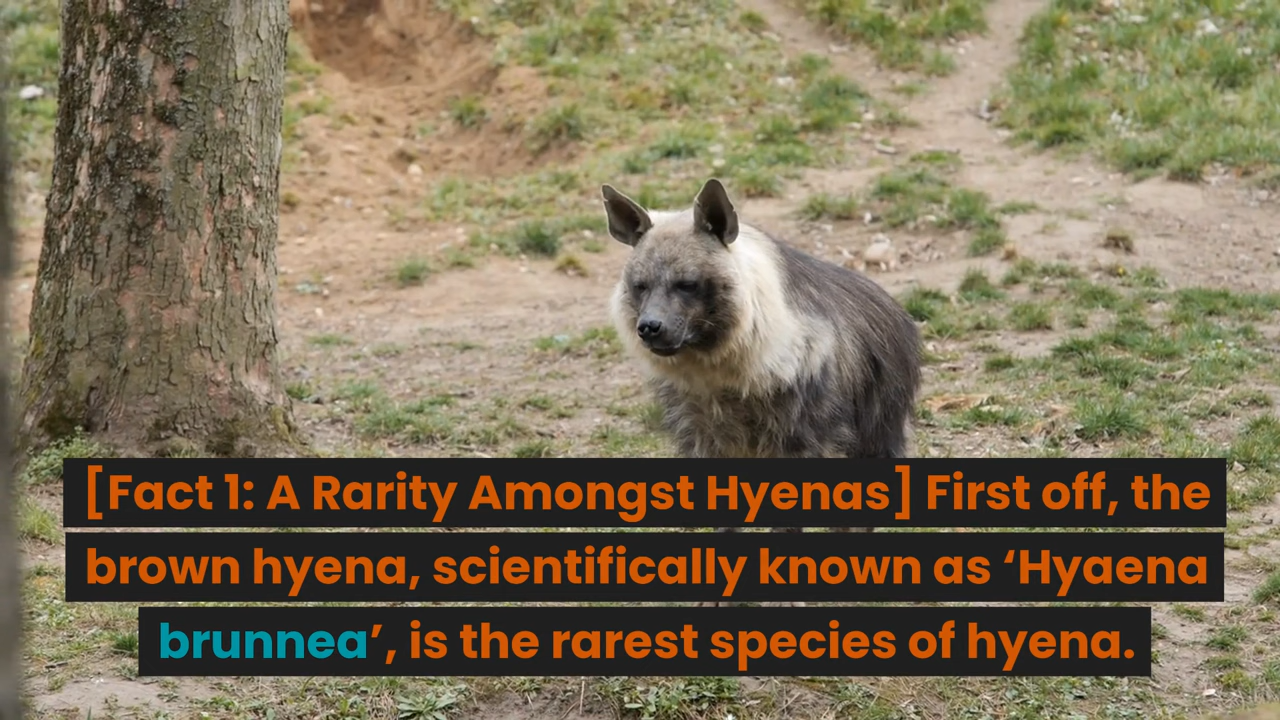 [Fact 1: A Rarity Amongst Hyenas] First off, the
brown hyena, scientifically known as ‘Hyaena
brunnea’, is the rarest species of hyena.